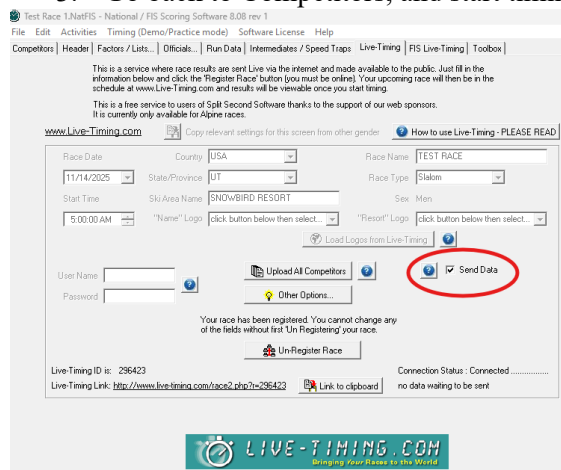 Go back to Competitors, and start timin
Test Race 1.NatFIS - National / FIS Scoring Software 8.08 rev 1
File Edit Activities Timing (Demo/Practice mode) Software License Help
Competitors Header Factors / Lists... Officials... Run Data Intermediates / Speed Traps Live-Timing FIS Live-Timing Toolbox
This is a service where race results are sent Live via the internet and made available to the public. Just fill in the
information below and click the 'Register Race' button (you must be online). Your upcoming race will then be in the
schedule at www.Live-Timing.com and results will be viewable once you start timing.
This is a free service to users of Split Second Software thanks to the support of our web sponsors.
It is currently only available for Alpine races.
www.Live-Timing.com Copy relevant settings for this screen from other gender How to use Live-Timing - PLEASE READ
Race Date Country USA Race Name TEST RACE
11/14/2025 State/Province UT Race Type Slalom
Start Time Ski Area Name SNOWBIRD RESORT Sex Men
5:00:00 AM "Name" Logo click button below then select... "Resort" Logo click button below then select...
Load Logos from Live-Timing
User Name Upload All Competitors Send Data
Password Other Options...
Your race has been registered. You cannot change any
of the fields without first 'Un Registering' your race.
Un-Register Race
Live-Timing ID is: 296423 Connection Status : Connected ................
Live-Timing Link: http://www.live-timing.com/race2.php?r=296423 Link to clipboard no data waiting to be sent
LIVE-TIMING.COM
Bringing Your Races to the World